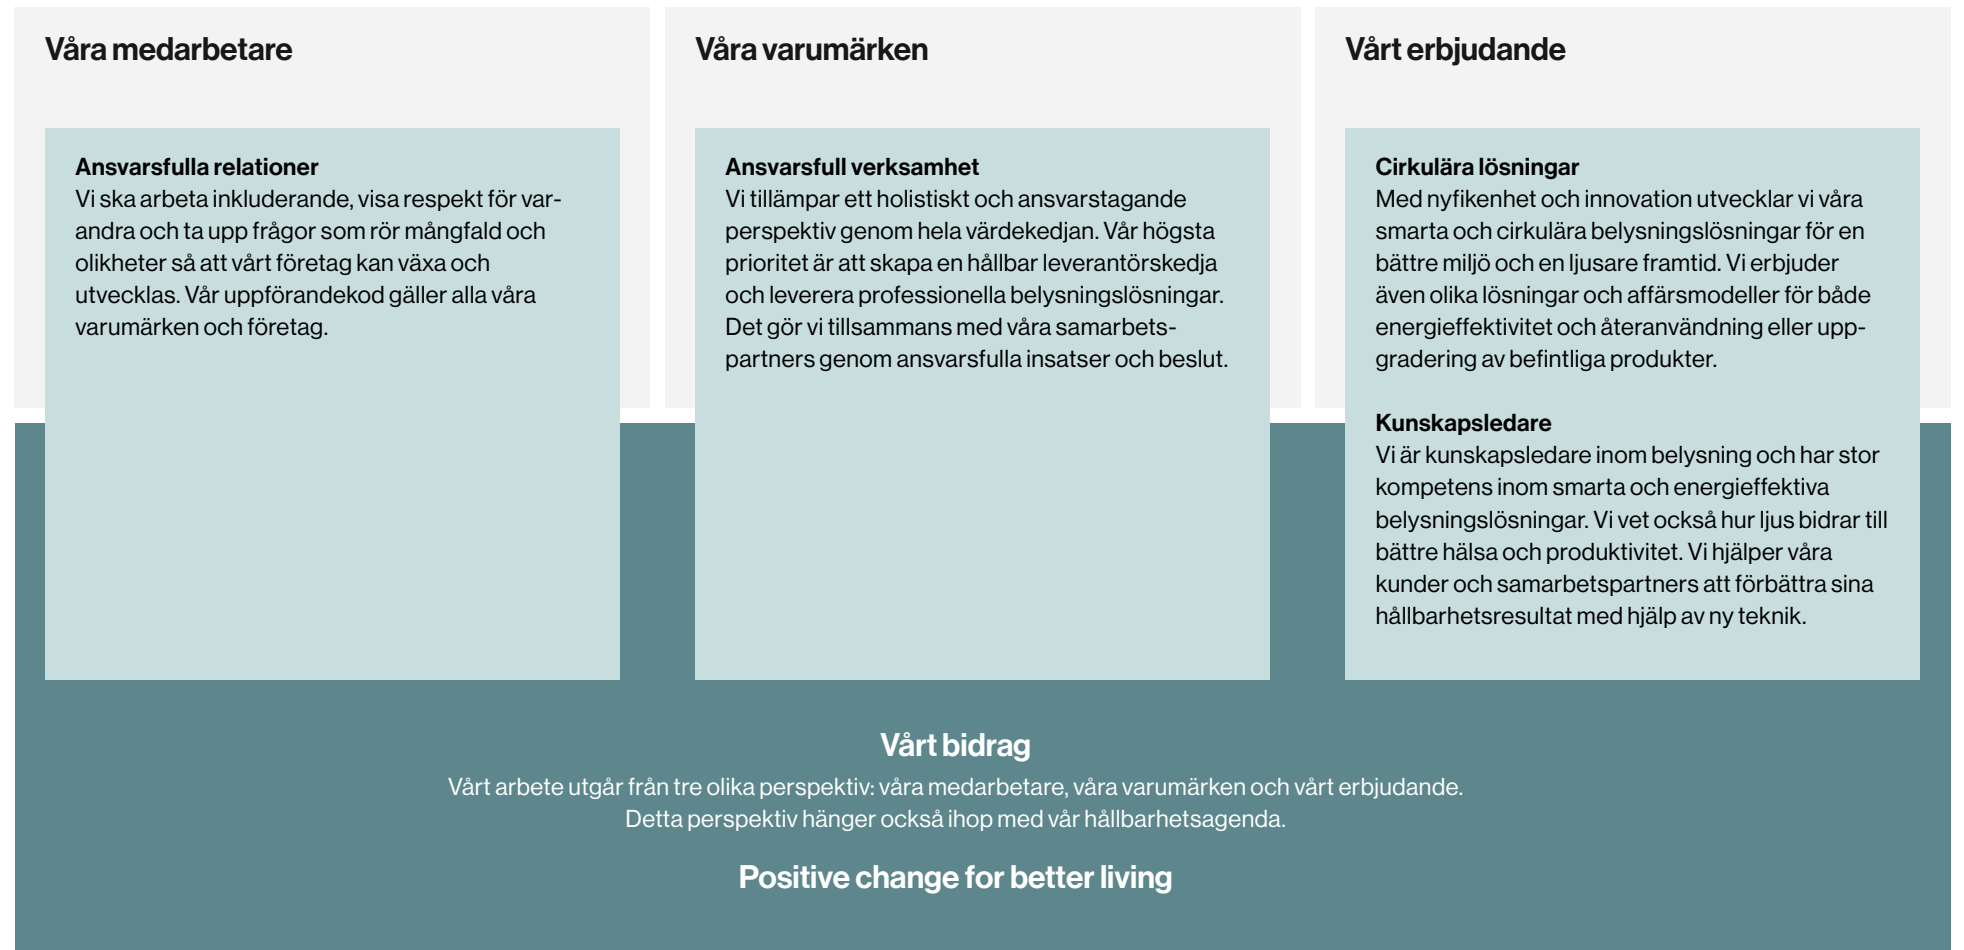 Våra medarbetare
Ansvarsfulla relationer
Vi ska arbeta inkluderande, visa respekt för var-
andra och ta upp frågor som rör mångfald och
olikheter så att vårt företag kan växa och
utvecklas. Vår uppförandekod gäller alla våra
varumärken och företag.
Våra varumärken
Ansvarsfull verksamhet
Vi tillämpar ett holistiskt och ansvarstagande
perspektiv genom hela värdekedjan. Vår högsta
prioritet är att skapa en hållbar leverantörskedja
och leverera professionella belysningslösningar.
Det gör vi tillsammans med våra samarbets-
partners genom ansvarsfulla insatser och beslut.
Vårt erbjudande
Cirkulära lösningar
Med nyfikenhet och innovation utvecklar vi våra
smarta och cirkulära belysningslösningar för en
bättre miljö och en ljusare framtid. Vi erbjuder
även olika lösningar och affärsmodeller för både
energieffektivitet och återanvändning eller upp-
gradering av befintliga produkter.
Kunskapsledare
Vi är kunskapsledare inom belysning och har stor
kompetens inom smarta och energieffektiva
belysningslösningar. Vi vet också hur ljus bidrar till
bättre hälsa och produktivitet. Vi hjälper våra
kunder och samarbetspartners att förbättra sina
hållbarhetsresultat med hjälp av ny teknik.
Vårt bidrag
Vårt arbete utgår från tre olika perspektiv: våra medarbetare, våra varumärken och vårt erbjudande.
Detta perspektiv hänger också ihop med vår hållbarhetsagenda.
Positive change for better living